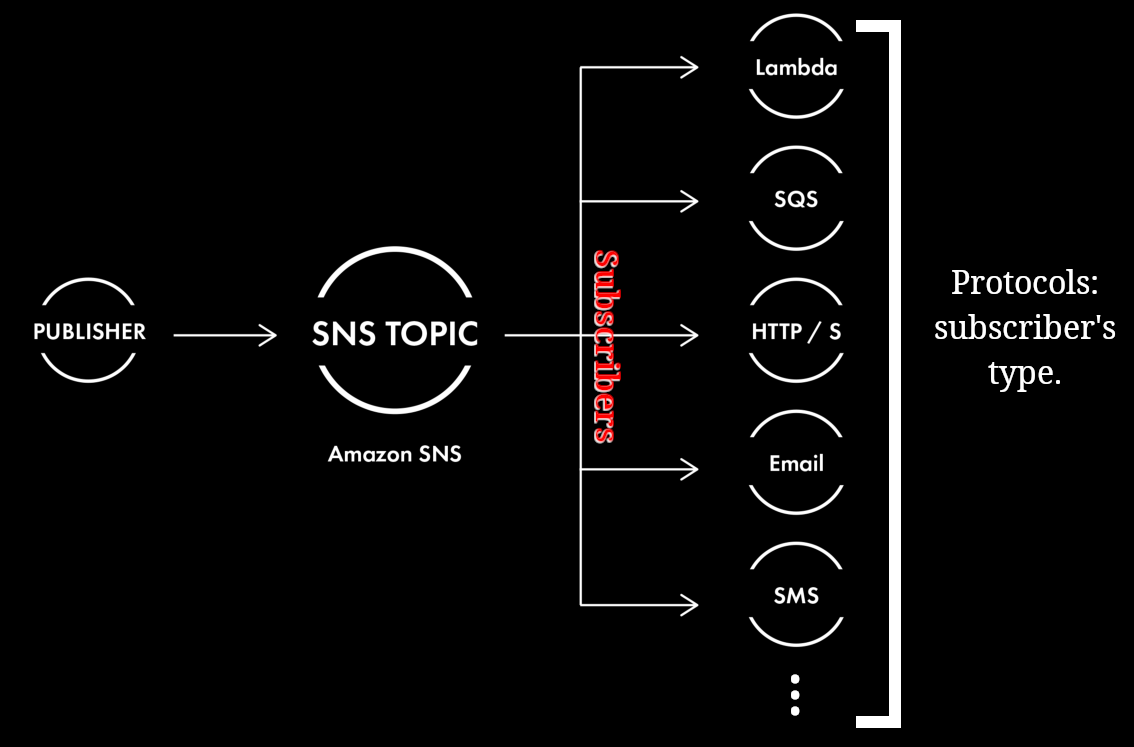 PUBLISHER
SNS TOPIC
Amazon SNS
Subscribers
Lambda
SQS
HTTP / S
Email
SMS
Protocols:
subscriber's
type.